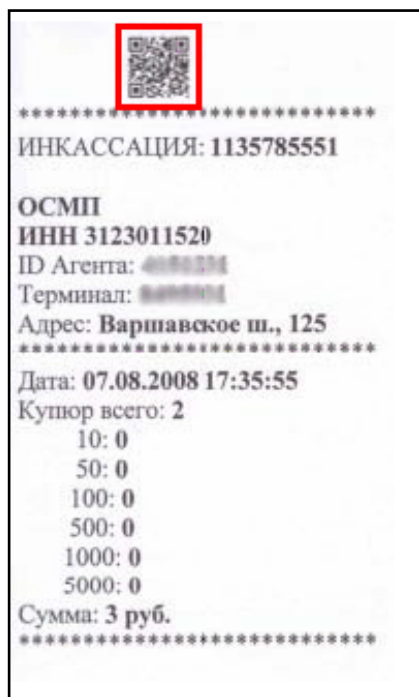 ****************************
ИНКАССАЦИЯ: 1135785551
ОСМП
ИНН 3123011520
ID Агента:
Терминал:
Адрес: Варшавское ш., 125
****************************
Дата: 07.08.2008 17:35:55
Купюр всего: 2
10: 0
50: 0
100: 0
500: 0
1000: 0
5000: 0
Сумма: 3 руб.
****************************